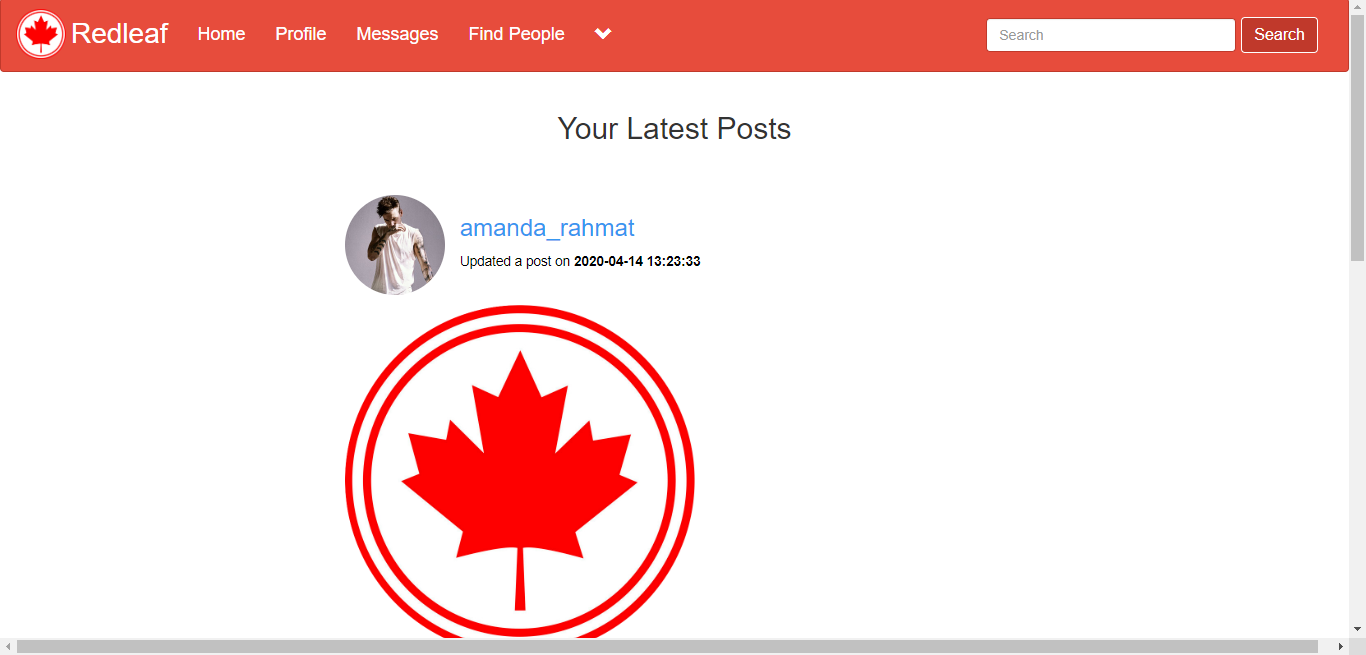 Redleaf Home Profile Messages Find People Search Search
Your Latest Posts
amanda_rahmat
Updated a post on 2020-04-14 13:23:33